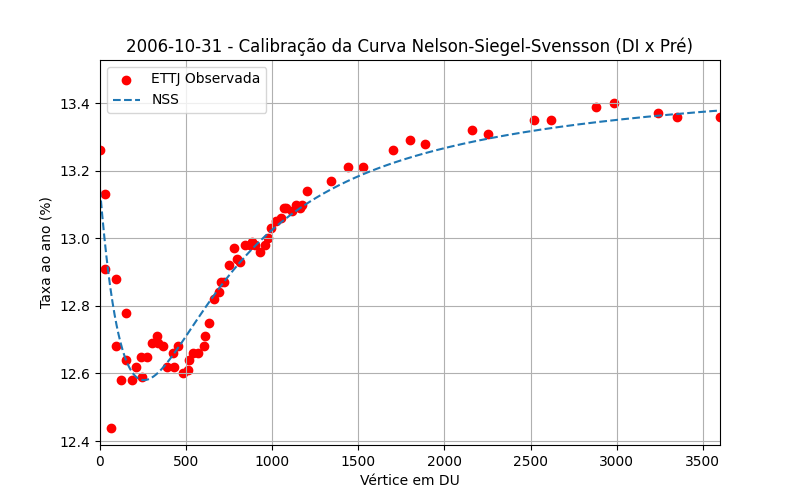 2006-10-31 - Calibração da Curva Nelson-Siegel-Svensson (DI x Pré)
ETTJ Observada
NSS
Taxa ao ano (%)
13.4
13.2
13.0
12.8
12.6
12.4
0 500 1000 1500 2000 2500 3000 3500
Vértice em DU